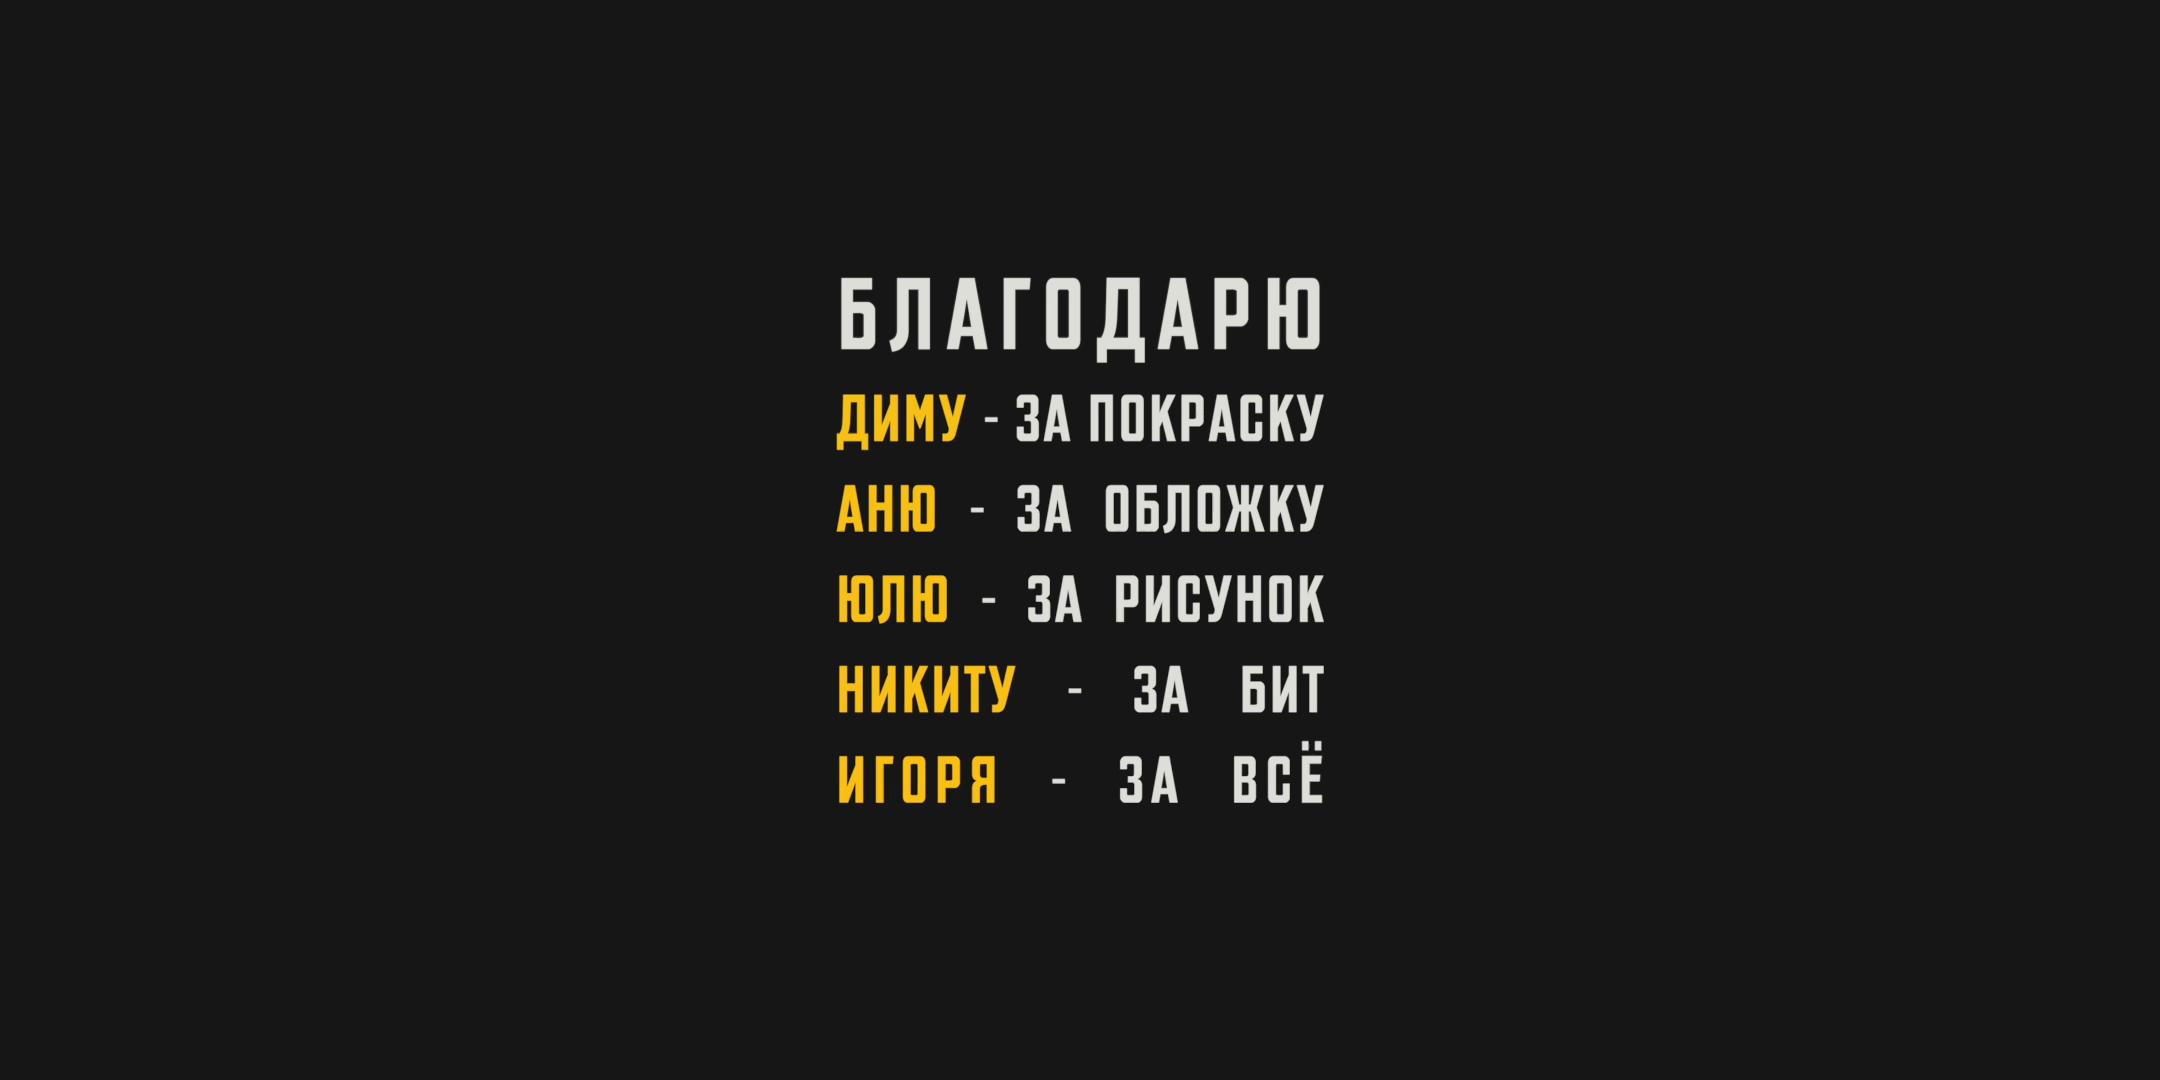 БЛАГОДАРЮ
ДИМУ - ЗА ПОКРАСКУ
АНЮ - ЗА ОБЛОЖКУ
ЮЛЮ - ЗА РИСУНОК
НИКИТУ - ЗА БИТ
ИГОРЯ - ЗА ВСЁ